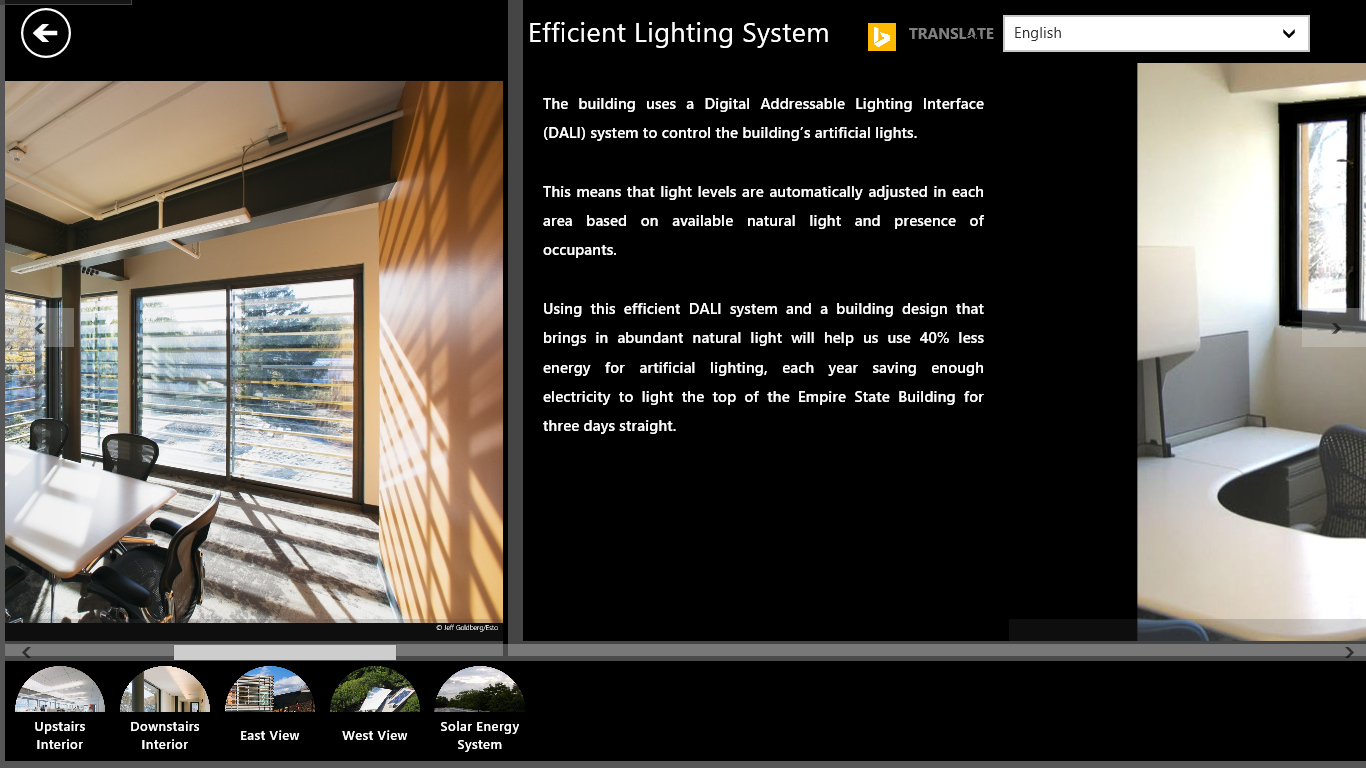 Efficient Lighting System
TRANSLATE
English
The building uses a Digital Addressable Lighting Interface
(DALI) system to control the building’s artificial lights.
This means that light levels are automatically adjusted in each
area based on available natural light and presence of
occupants.
Using this efficient DALI system and a building design that
brings in abundant natural light will help us use 40% less
energy for artificial lighting, each year saving enough
electricity to light the top of the Empire State Building for
three days straight.
© Jeff Goldberg/Esto
Upstairs
Interior
Downstairs
Interior
East View
West View
Solar Energy
System